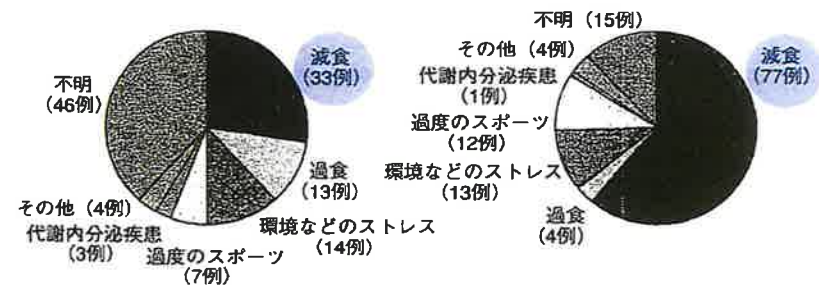 減食
(33例)
過食
(13例)
環境などのストレス
(14例)
過度のスポーツ
(7例)
代謝内分泌疾患
(3例)
その他 (4例)
不明
(46例)
減食
(77例)
過食
(4例)
環境などのストレス
(13例)
過度のスポーツ
(12例)
代謝内分泌疾患
(1例)
その他 (4例)
不明 (15例)